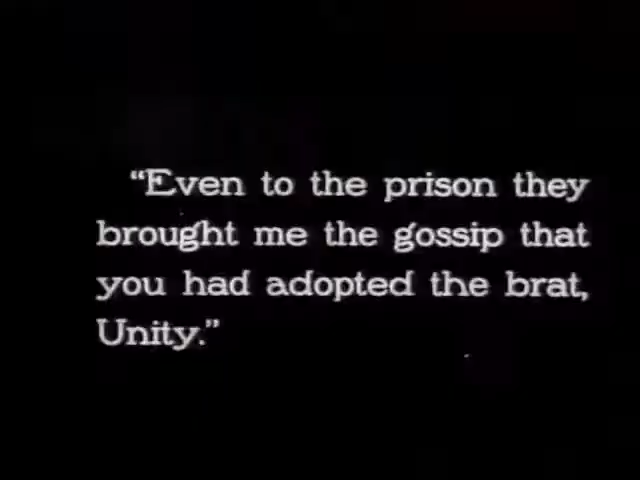 “Even to the prison they
brought me the gossip that
you had adopted the brat,
Unity.”